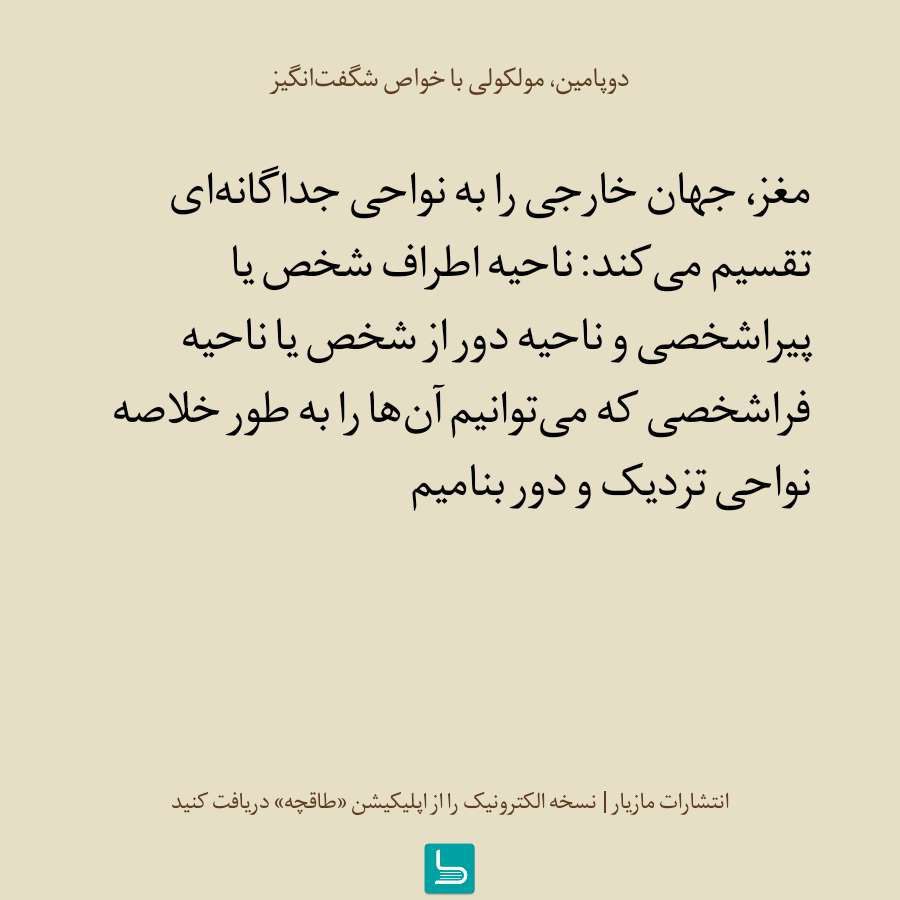 دوپامین، مولکولی با خواص شگفت‌انگیز
مغز، جهان خارجی را به نواحی جداگانه‌ای
تقسیم می‌کند: ناحیه اطراف شخص یا
پیراشخصی و ناحیه دور از شخص یا ناحیه
فراشخصی که می‌توانیم آن‌ها را به طور خلاصه
نواحی تزدیک و دور بنامیم
انتشارات مازیار | نسخه الکترونیک را از اپلیکیشن «طاقچه» دریافت کنید